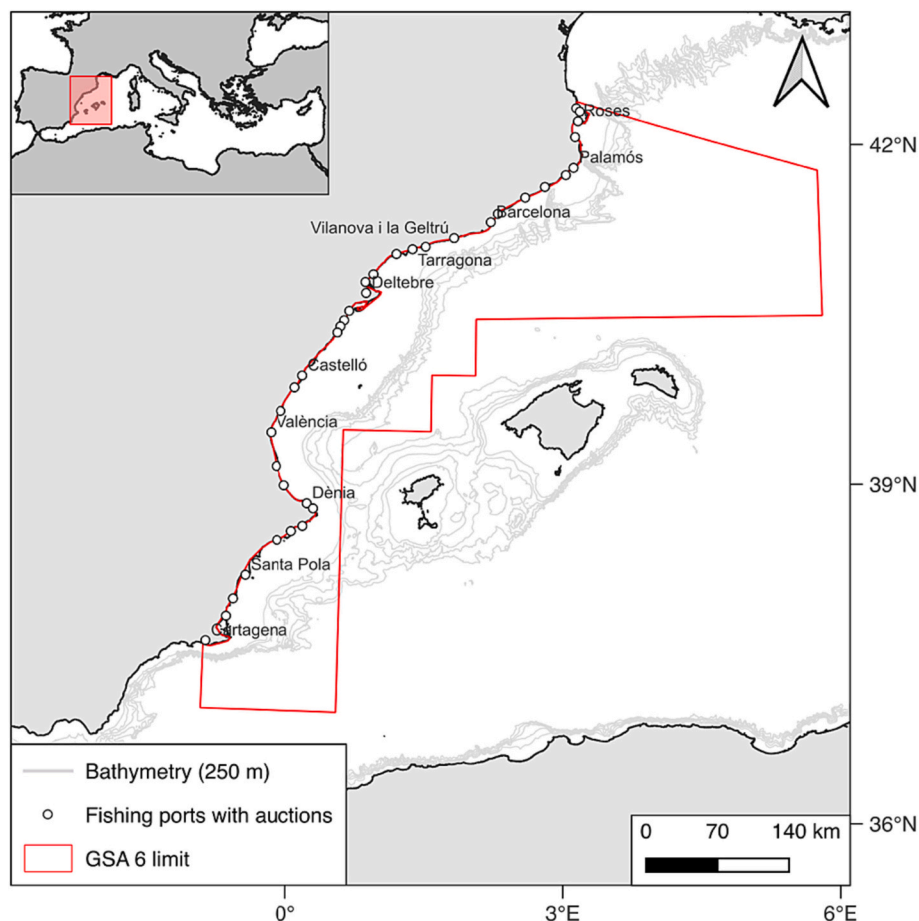 Roses
42°N
Palamós
Barcelona
Vilanova i la Geltrú
Tarragona
Deltebre
Castelló
València
39°N
Dènia
Santa Pola
Cartagena
Bathymetry (250 m)
Fishing ports with auctions
GSA 6 limit
0 70 140 km
36°N
0° 3°E 6°E